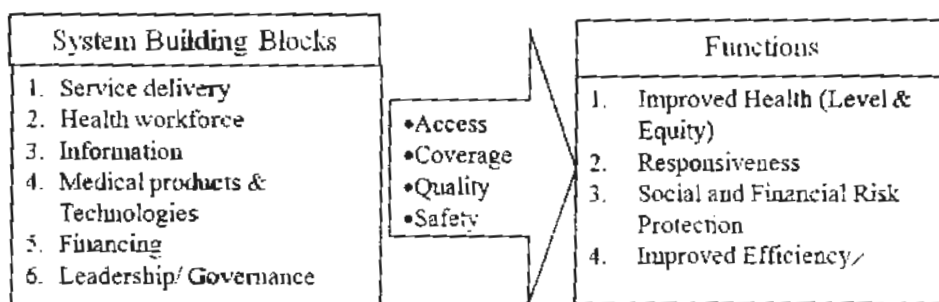 System Building Blocks
1. Service delivery
2. Health workforce
3. Information
4. Medical products &
Technologies
5. Financing
6. Leadership/ Governance
•Access
•Coverage
•Quality
•Safety
Functions
1. Improved Health (Level &
Equity)
2. Responsiveness
3. Social and Financial Risk
Protection
4. Improved Efficiency